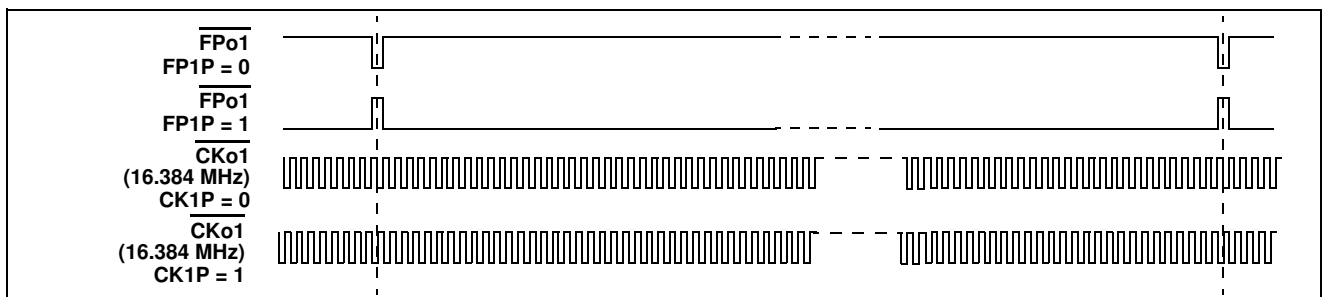 FPo1
FP1P = 0
FPo1
FP1P = 1
CKo1
(16.384 MHz)
CK1P = 0
CKo1
(16.384 MHz)
CK1P = 1